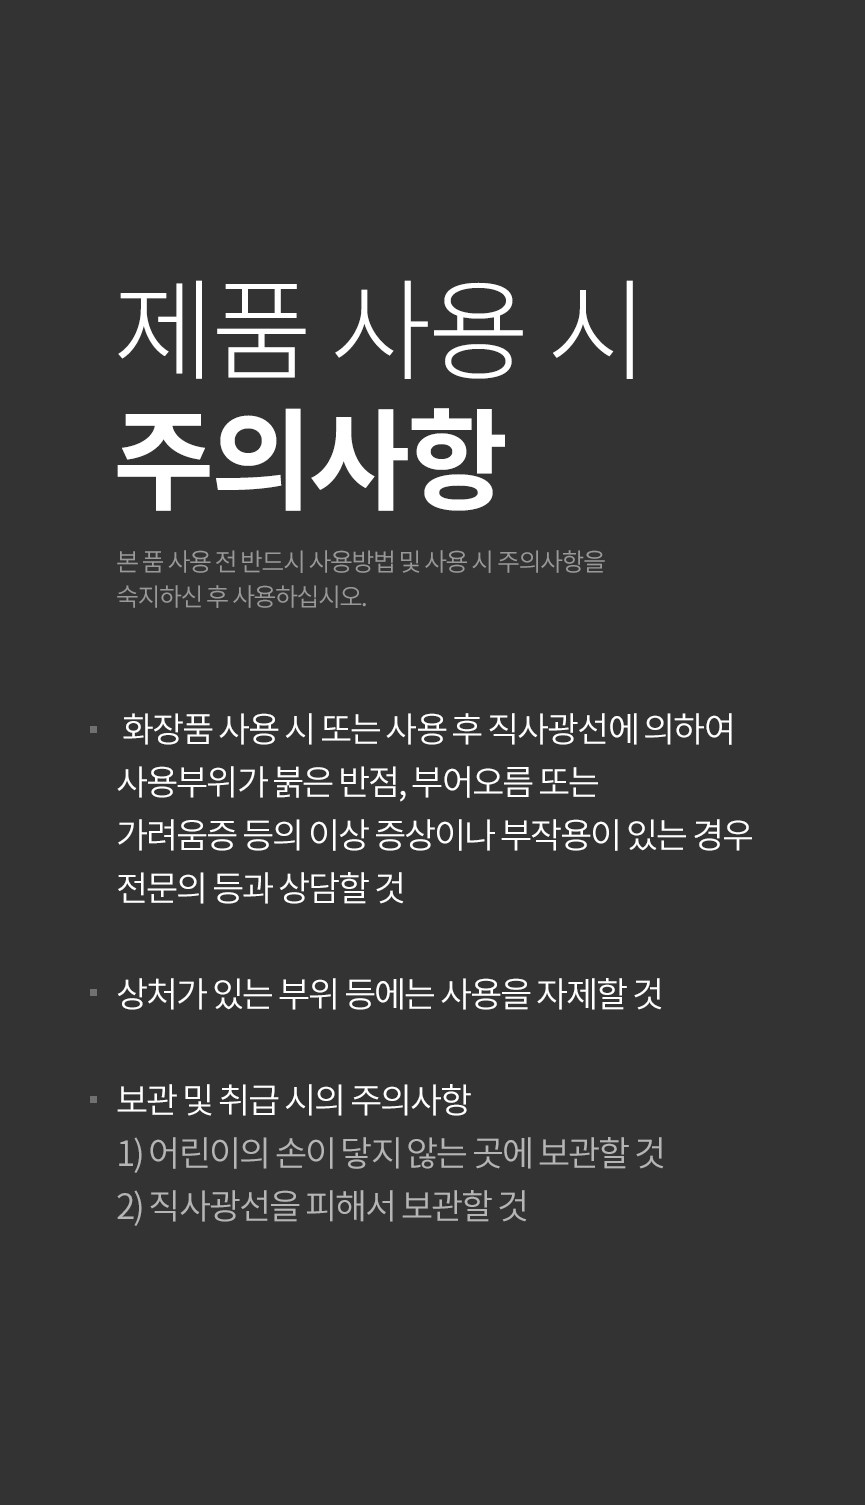 제품 사용 시
주의사항
본 품 사용 전 반드시 사용방법 및 사용 시 주의사항을
숙지하신 후 사용하십시오.
▪ 화장품 사용 시 또는 사용 후 직사광선에 의하여
사용부위가 붉은 반점, 부어오름 또는
가려움증 등의 이상 증상이나 부작용이 있는 경우
전문의 등과 상담할 것
▪ 상처가 있는 부위 등에는 사용을 자제할 것
▪ 보관 및 취급 시의 주의사항
1) 어린이의 손이 닿지 않는 곳에 보관할 것
2) 직사광선을 피해서 보관할 것